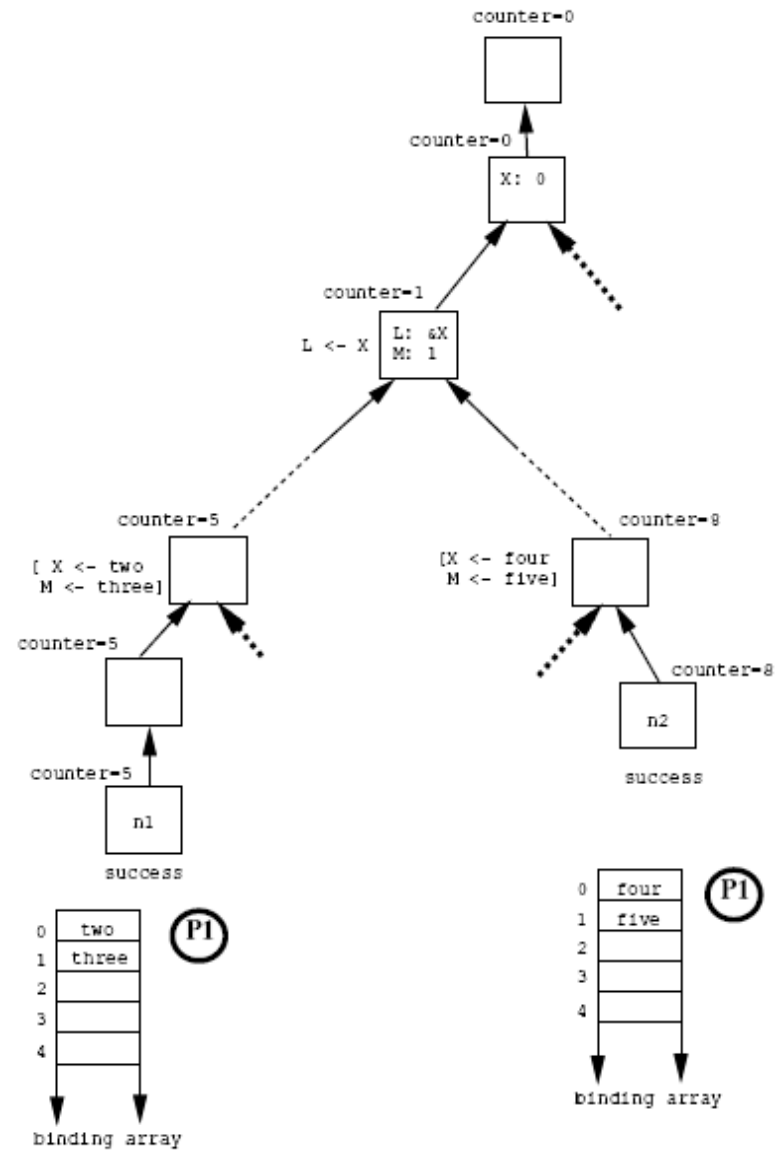 counter=0
counter=0
X: 0
counter=1
L <- X
L: &X
M: 1
counter=5
[ X <- two
M <- three]
counter=8
[X <- four
M <- five]
counter=5
counter=8
n2
success
counter=5
n1
success
P1
0 two
1 three
2
3
4
binding array
P1
0 four
1 five
2
3
4
binding array